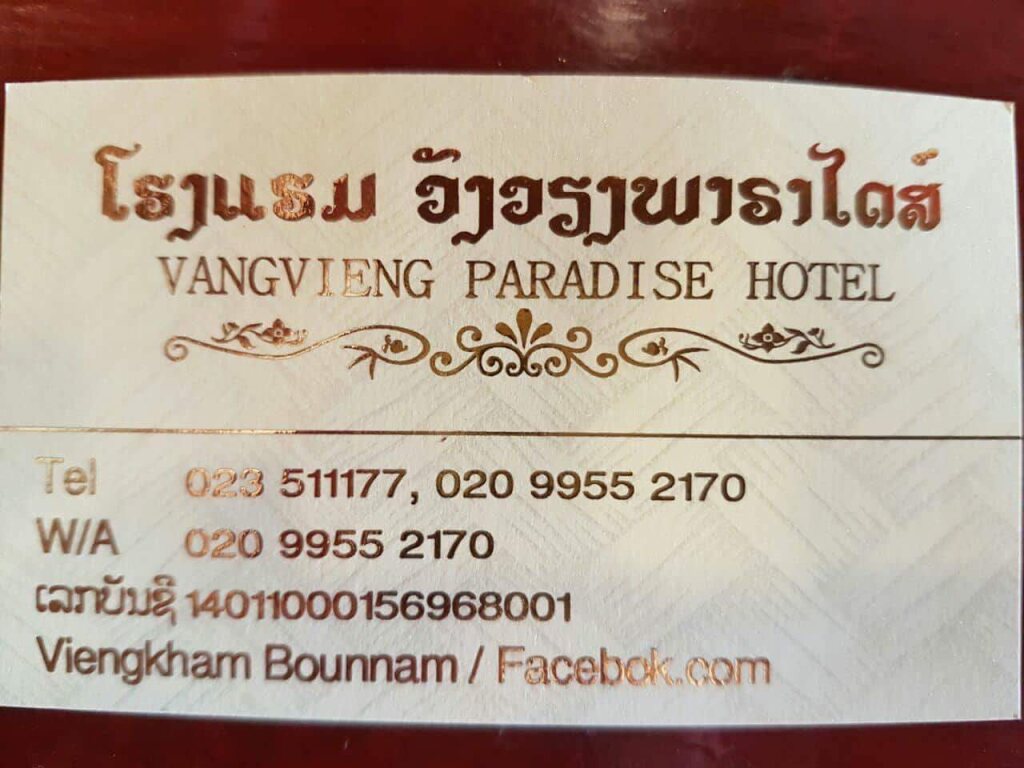 ໂຮງແຮມ ວັງວຽງພາຣາໄດສ໌
VANGVIENG PARADISE HOTEL
Tel 023 511177, 020 9955 2170
W/A 020 9955 2170
ເລກບັນຊີ 140110000156968001
Viengkham Bounnam / Facebok.com